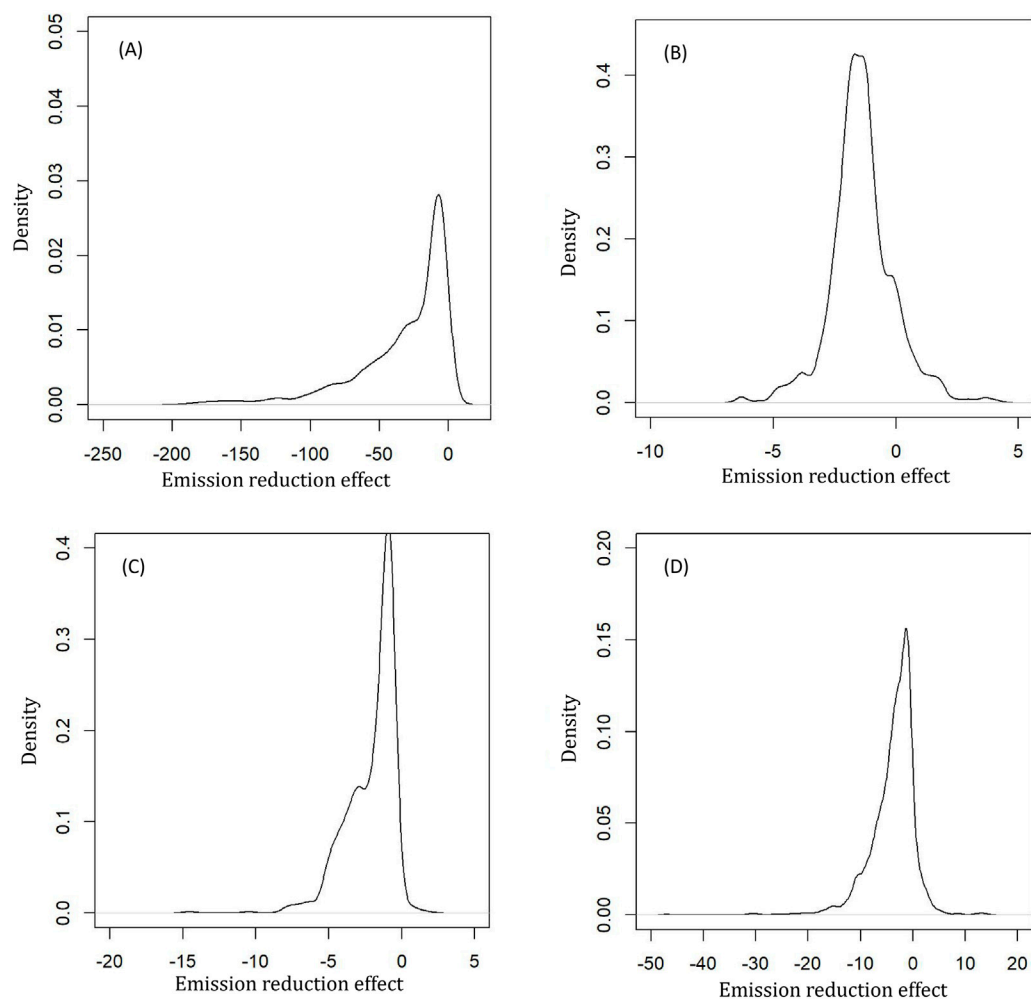 (A)
Density
0.00 0.01 0.02 0.03 0.04 0.05
-250 -200 -150 -100 -50 0
Emission reduction effect
(B)
Density
0.0 0.1 0.2 0.3 0.4
-10 -5 0 5
Emission reduction effect
(C)
Density
0.0 0.1 0.2 0.3 0.4
-20 -15 -10 -5 0 5
Emission reduction effect
(D)
Density
0.00 0.05 0.10 0.15 0.20
-50 -40 -30 -20 -10 0 10 20
Emission reduction effect